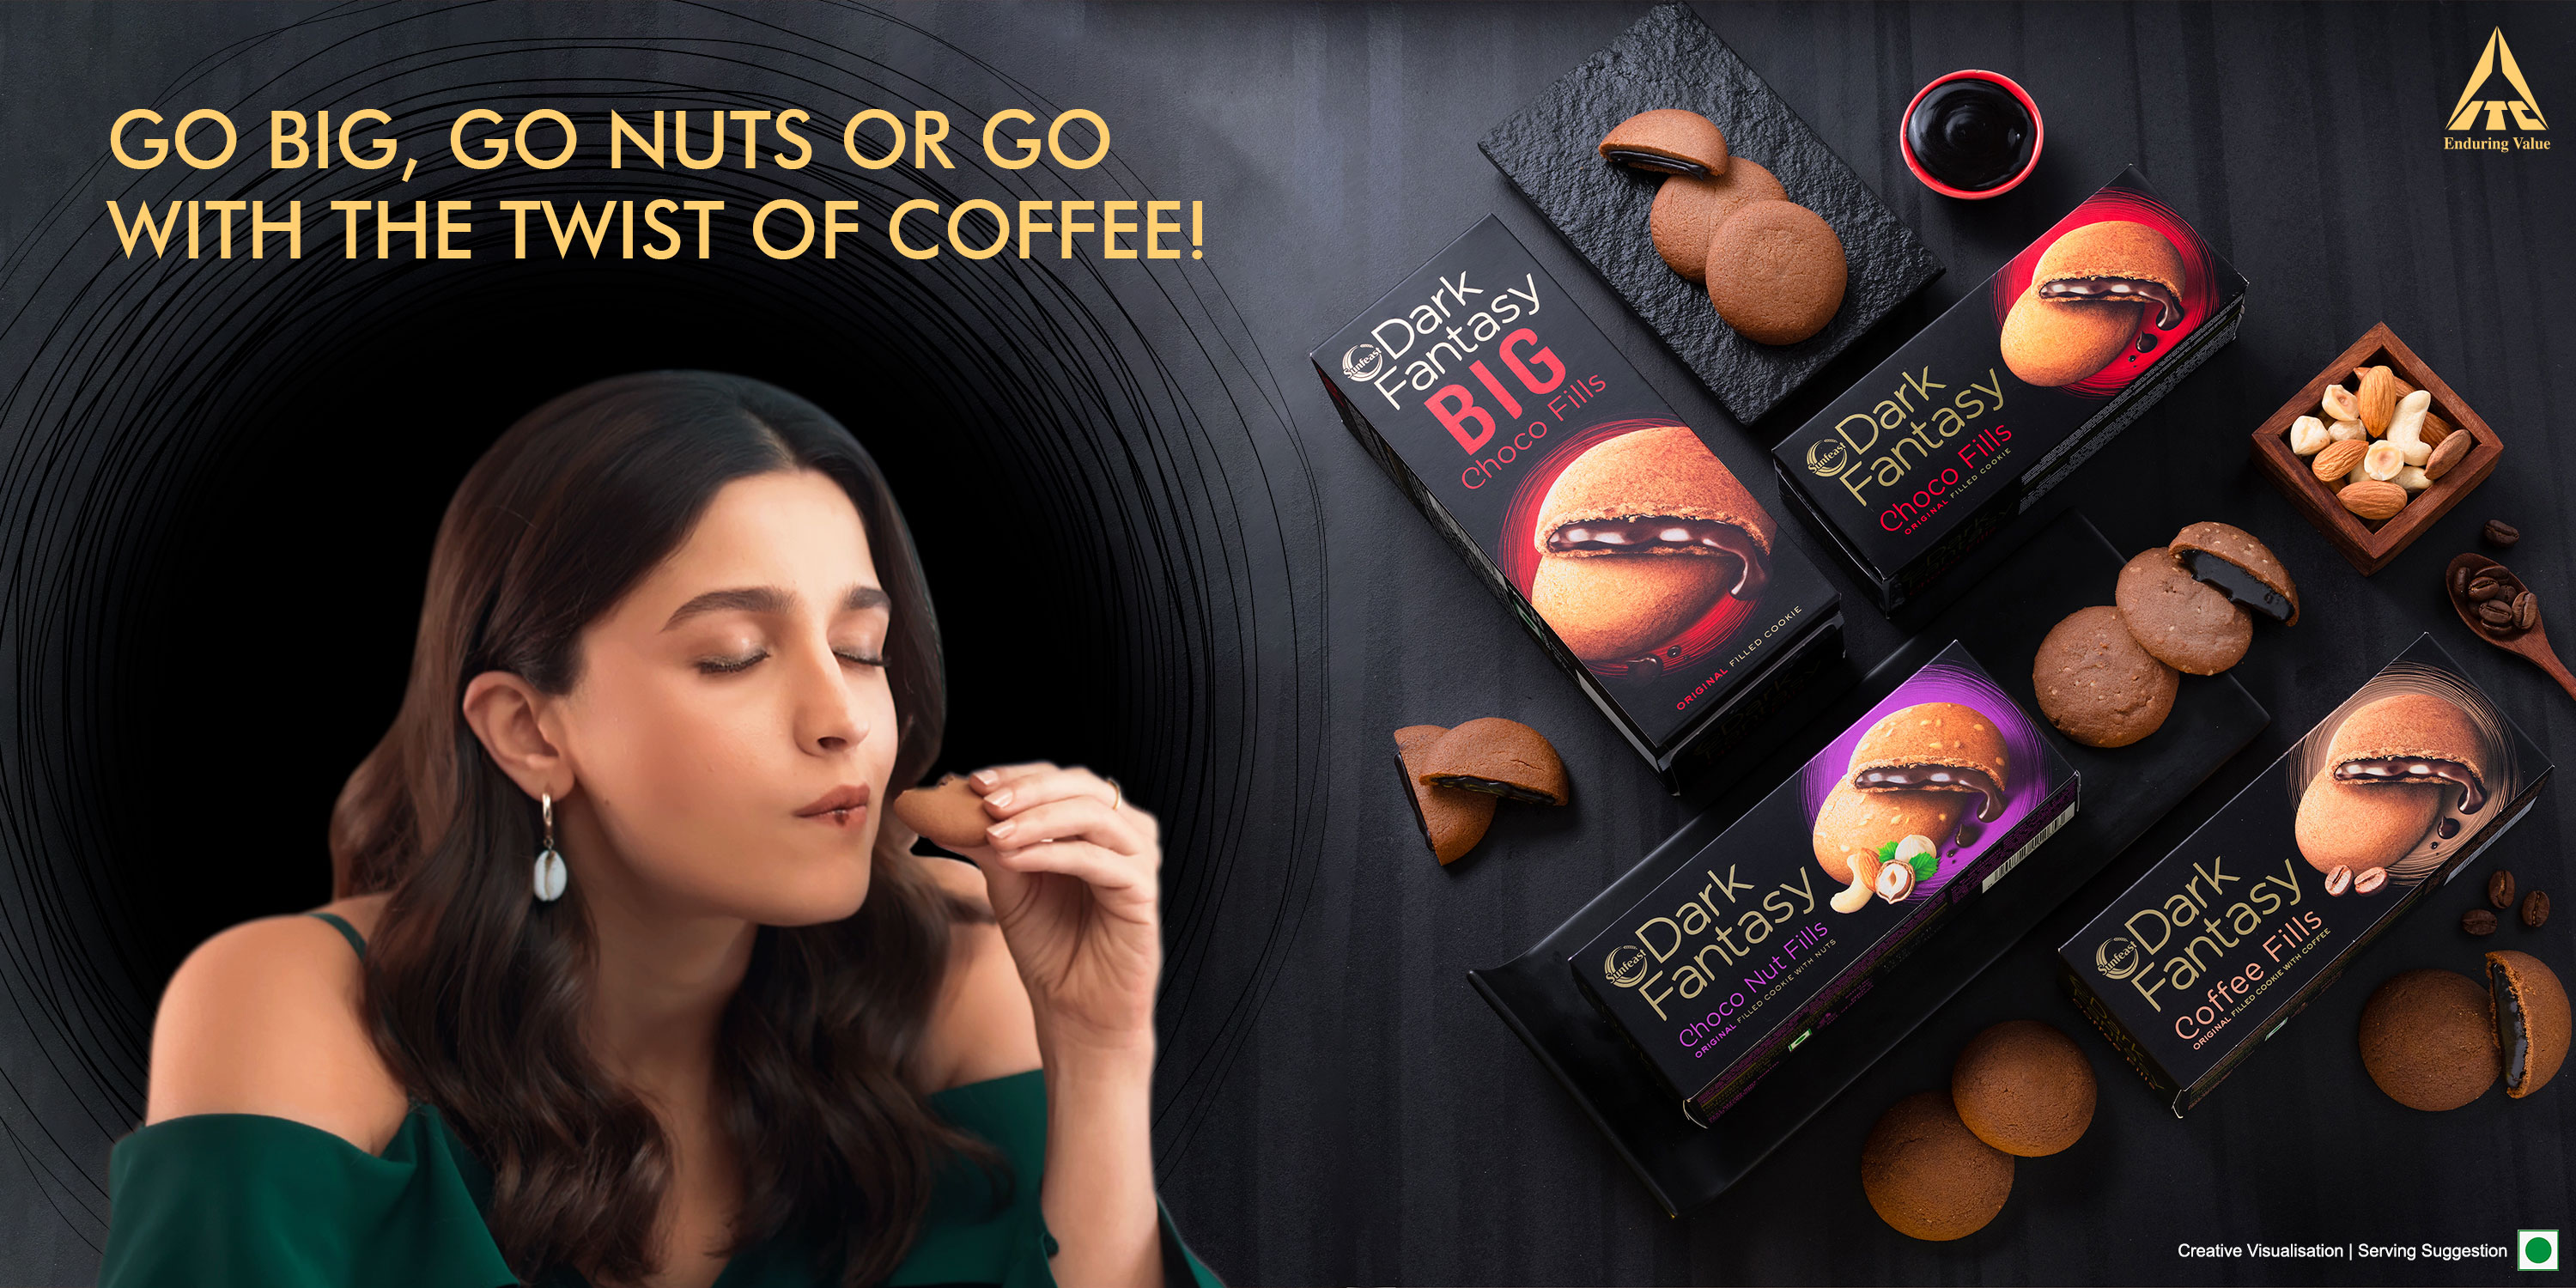 GO BIG, GO NUTS OR GO
WITH THE TWIST OF COFFEE!
ITC
Enduring Value
Sunfeast
Dark
Fantasy
BIG
Choco Fills
ORIGINAL FILLED COOKIE
Sunfeast
Dark
Fantasy
Choco Fills
ORIGINAL FILLED COOKIE
Sunfeast
Dark
Fantasy
Choco Nut Fills
ORIGINAL FILLED COOKIE WITH NUTS
Sunfeast
Dark
Fantasy
Coffee Fills
ORIGINAL FILLED COOKIE WITH COFFEE
Creative Visualisation | Serving Suggestion